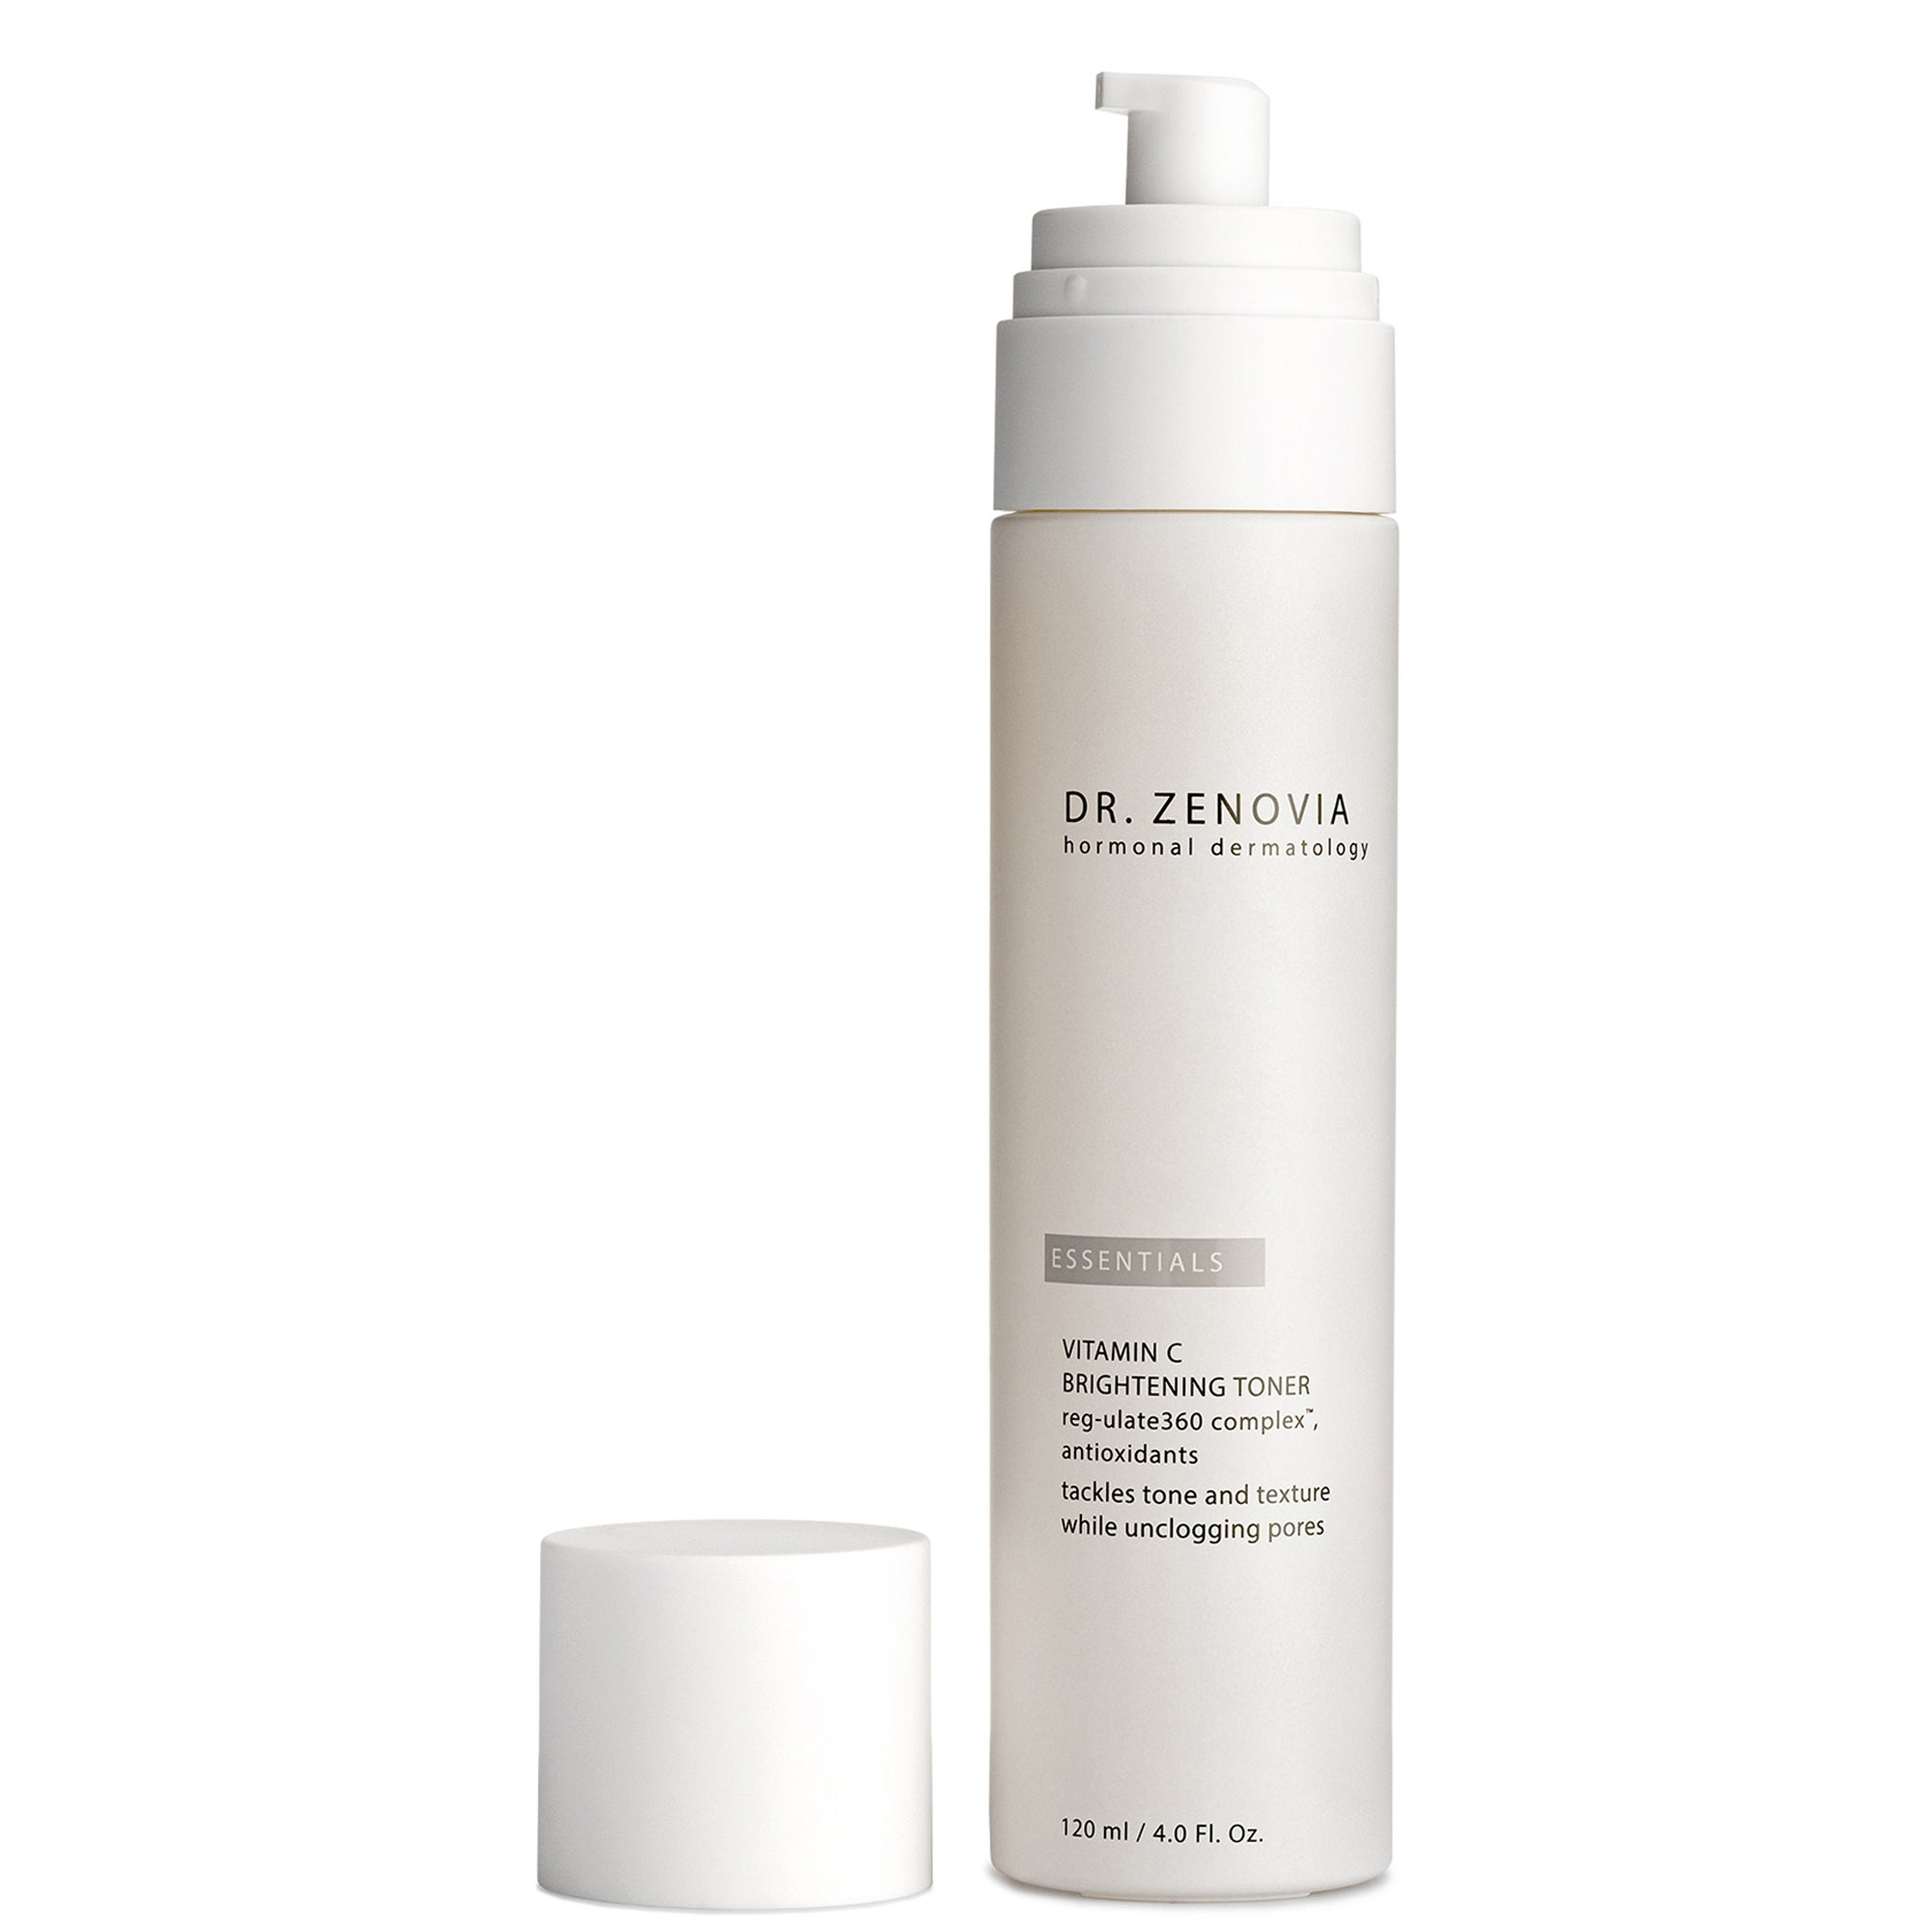 DR. ZENOVIA
hormonal dermatology
ESSENTIALS
VITAMIN C
BRIGHTENING TONER
reg-ulate360 complex™,
antioxidants
tackles tone and texture
while unclogging pores
120 ml / 4.0 Fl. Oz.